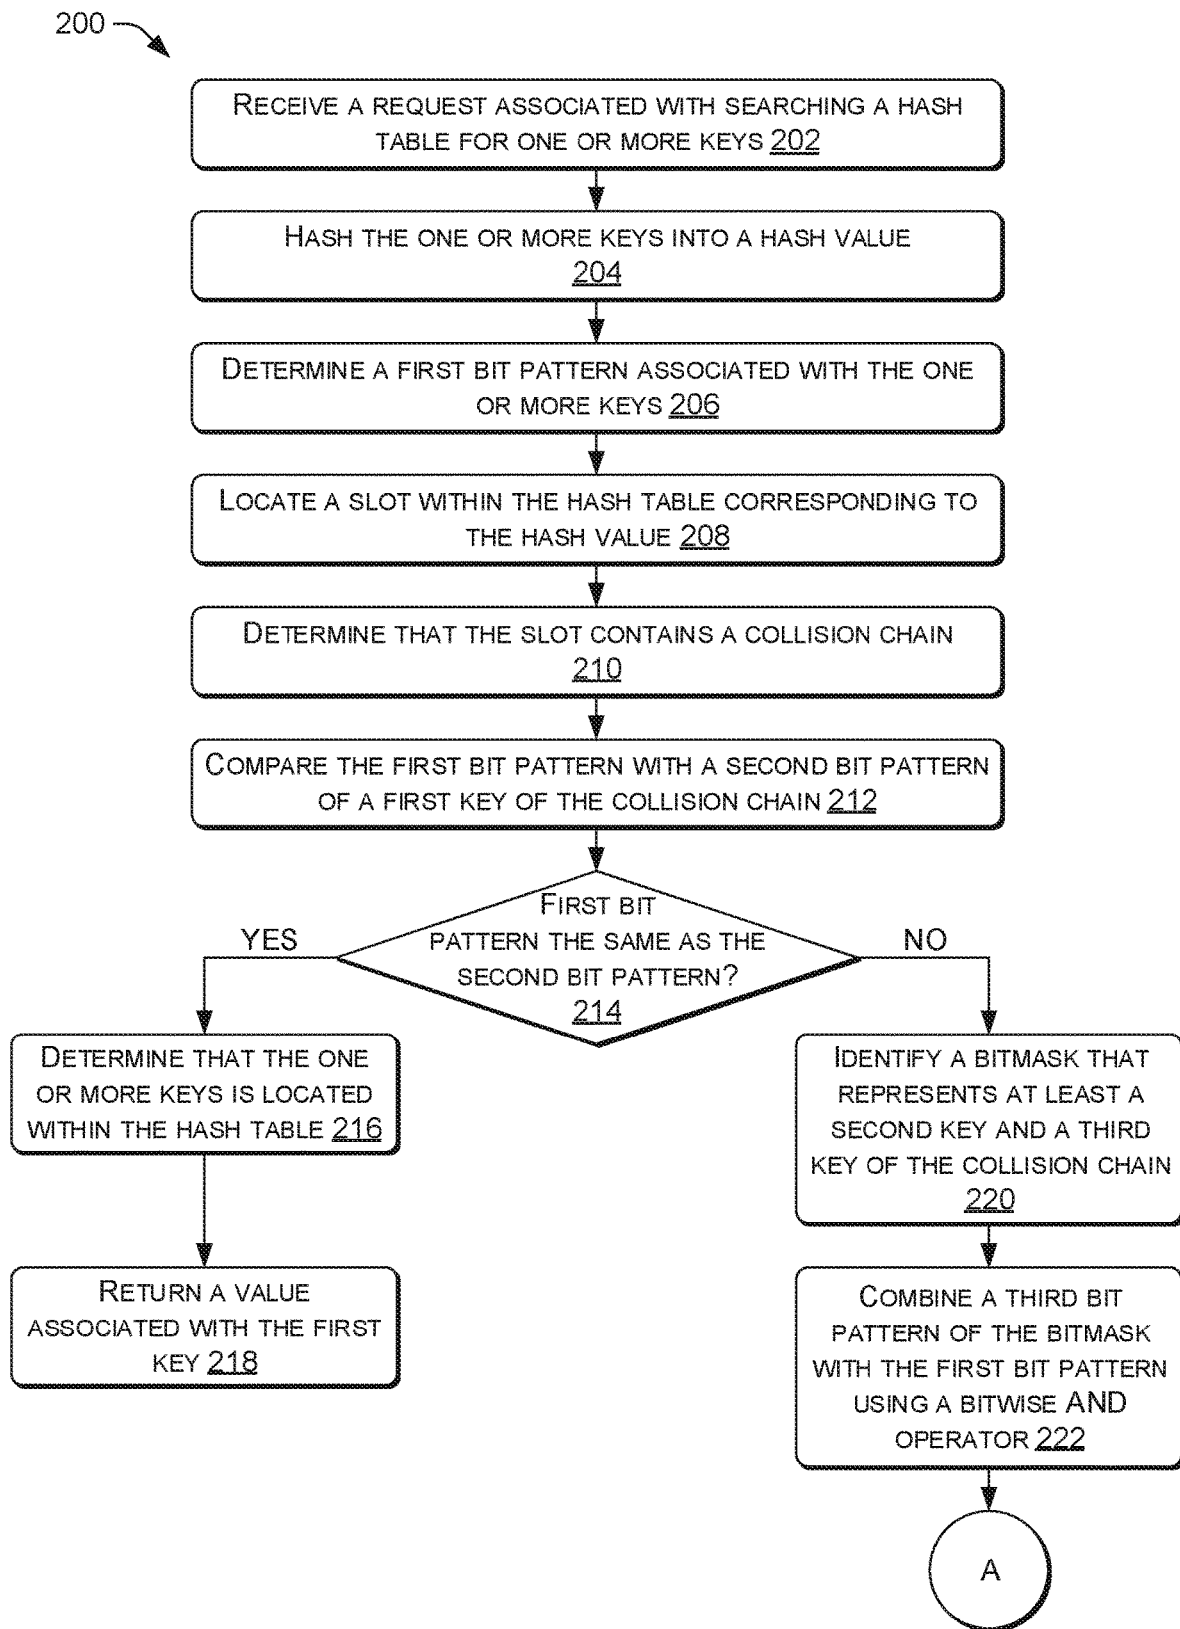 200
RECEIVE A REQUEST ASSOCIATED WITH SEARCHING A HASH
TABLE FOR ONE OR MORE KEYS 202
HASH THE ONE OR MORE KEYS INTO A HASH VALUE
204
DETERMINE A FIRST BIT PATTERN ASSOCIATED WITH THE ONE
OR MORE KEYS 206
LOCATE A SLOT WITHIN THE HASH TABLE CORRESPONDING TO
THE HASH VALUE 208
DETERMINE THAT THE SLOT CONTAINS A COLLISION CHAIN
210
COMPARE THE FIRST BIT PATTERN WITH A SECOND BIT PATTERN
OF A FIRST KEY OF THE COLLISION CHAIN 212
FIRST BIT
PATTERN THE SAME AS THE
SECOND BIT PATTERN?
214
YES
NO
DETERMINE THAT THE ONE
OR MORE KEYS IS LOCATED
WITHIN THE HASH TABLE 216
RETURN A VALUE
ASSOCIATED WITH THE FIRST
KEY 218
IDENTIFY A BITMASK THAT
REPRESENTS AT LEAST A
SECOND KEY AND A THIRD
KEY OF THE COLLISION CHAIN
220
COMBINE A THIRD BIT
PATTERN OF THE BITMASK
WITH THE FIRST BIT PATTERN
USING A BITWISE AND
OPERATOR 222
A